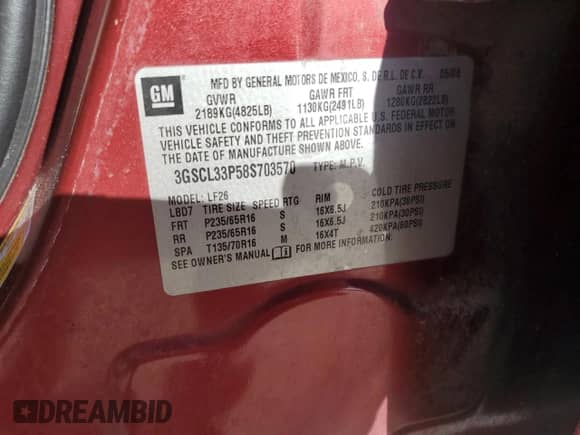 GM
MFD BY GENERAL MOTORS DE MEXICO, S. DE R.L. DE C.V. 05/08
GVWR GAWR FRT GAWR RR
2189KG(4825LB) 1130KG(2491LB) 1280KG(2822LB)
THIS VEHICLE CONFORMS TO ALL APPLICABLE U.S. FEDERAL MOTOR
VEHICLE SAFETY AND THEFT PREVENTION STANDARDS IN EFFECT ON
THE DATE OF MANUFACTURE SHOWN ABOVE.
3GSCL33P58S703570 TYPE: M.P.V.
MODEL: LF26
LBD7 TIRE SIZE SPEED RTG RIM COLD TIRE PRESSURE
FRT P235/65R16 S 16X6.5J 210KPA(30PSI)
RR P235/65R16 S 16X6.5J 210KPA(30PSI)
SPA T135/70R16 M 16X4T 420KPA(60PSI)
SEE OWNER'S MANUAL FOR MORE INFORMATION.
DREAMBID
DREAMBID.COM